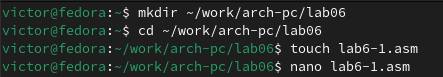 victor@fedora:~$ mkdir ~/work/arch-pc/lab06
victor@fedora:~$ cd ~/work/arch-pc/lab06
victor@fedora:~/work/arch-pc/lab06$ touch lab6-1.asm
victor@fedora:~/work/arch-pc/lab06$ nano lab6-1.asm